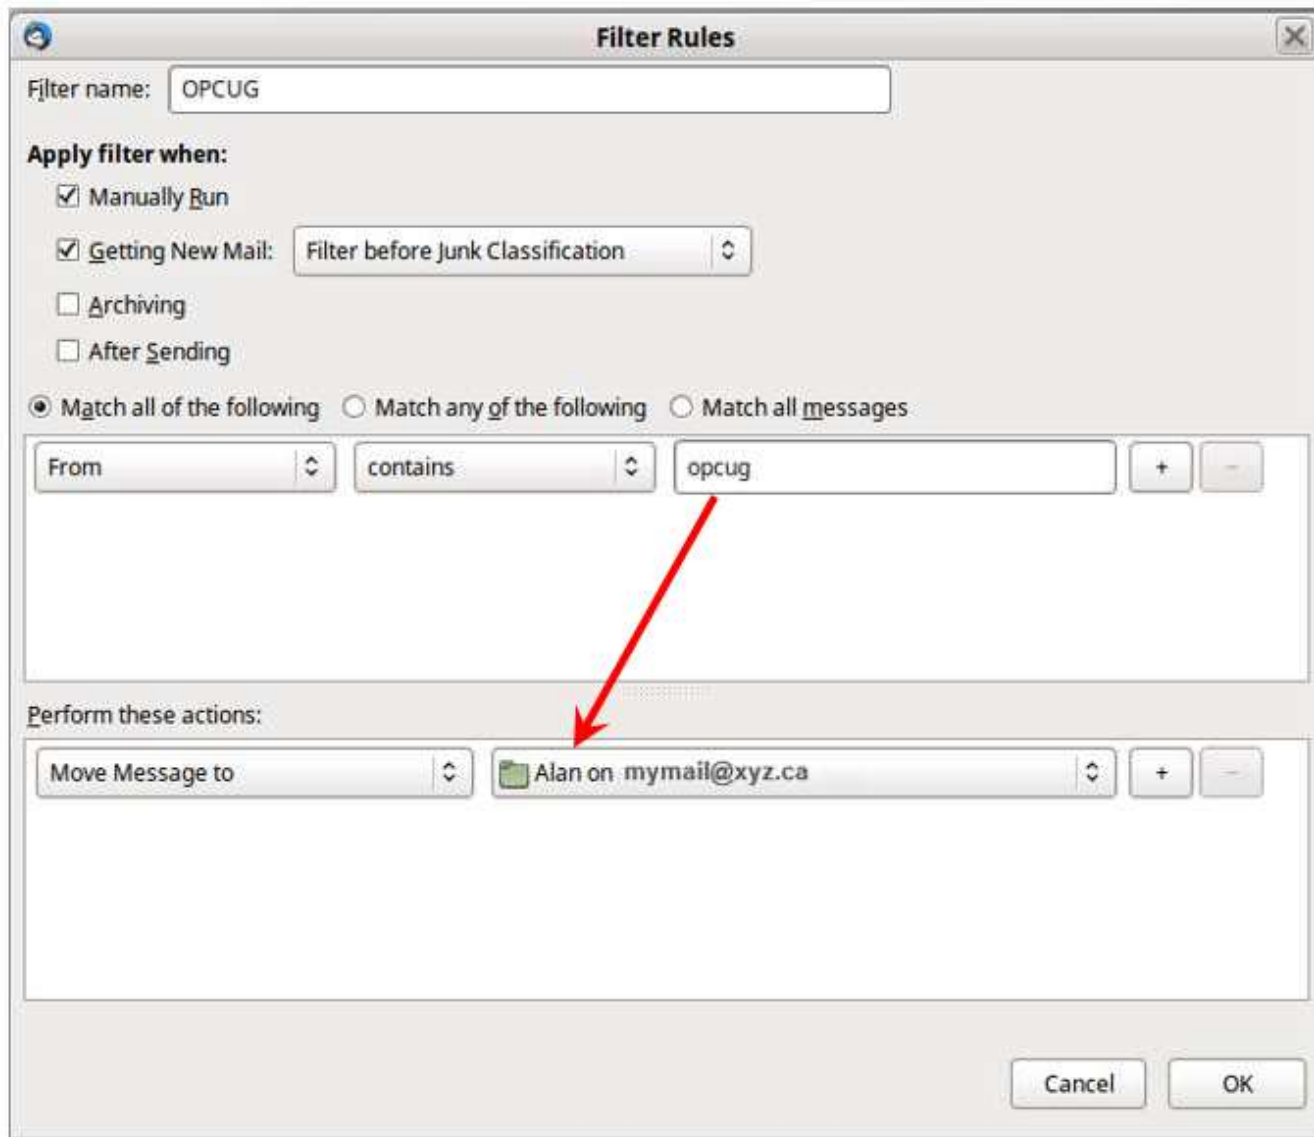 Filter Rules
Filter name: OPCUG
Apply filter when:
Manually Run
Getting New Mail: Filter before Junk Classification
Archiving
After Sending
Match all of the following Match any of the following Match all messages
From contains opcug + -
Perform these actions:
Move Message to Alan on mymail@xyz.ca + -
Cancel OK